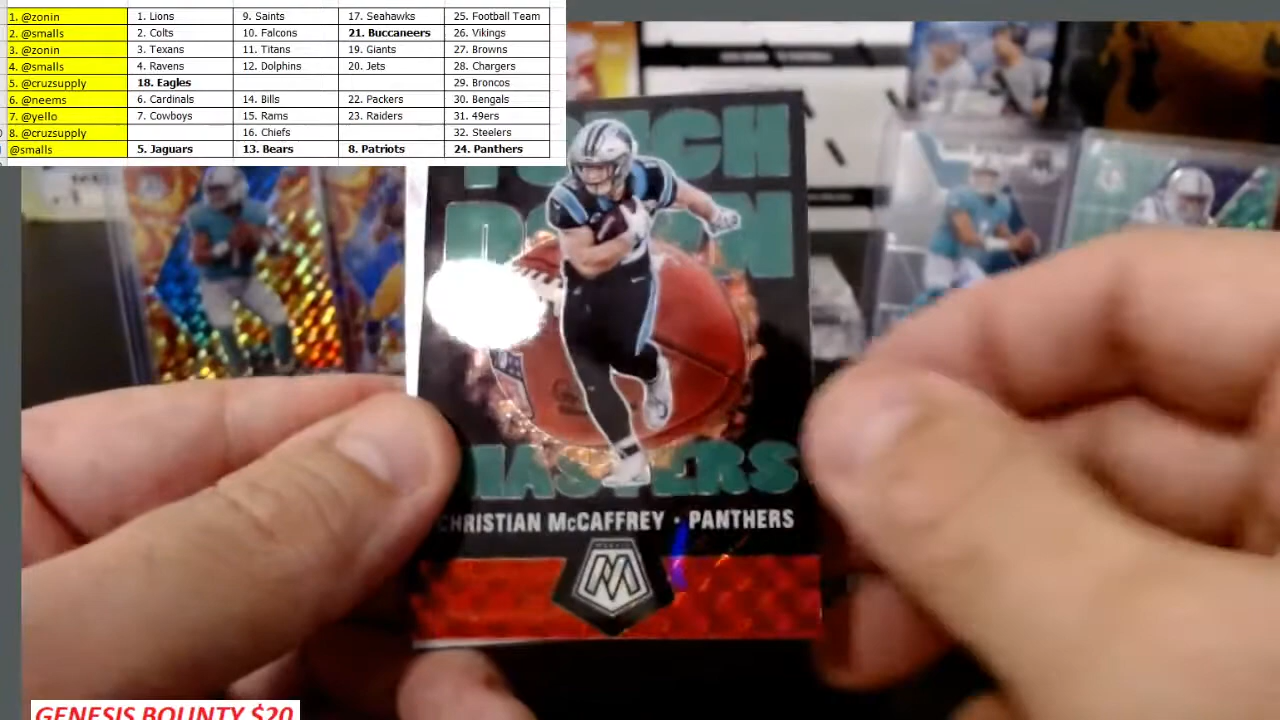 1. @zonin 1. Lions 9. Saints 17. Seahawks 25. Football Team
2. @smalls 2. Colts 10. Falcons 21. Buccaneers 26. Vikings
3. @zonin 3. Texans 11. Titans 19. Giants 27. Browns
4. @smalls 4. Ravens 12. Dolphins 20. Jets 28. Chargers
5. @cruzsupply 18. Eagles 29. Broncos
6. @neems 6. Cardinals 14. Bills 22. Packers 30. Bengals
7. @yello 7. Cowboys 15. Rams 23. Raiders 31. 49ers
8. @cruzsupply 16. Chiefs 32. Steelers
@smalls 5. Jaguars 13. Bears 8. Patriots 24. Panthers
TOUCH
DOWN
MASTERS
CHRISTIAN McCAFFREY · PANTHERS
MOSAIC
M
GENESIS BOUNTY $20